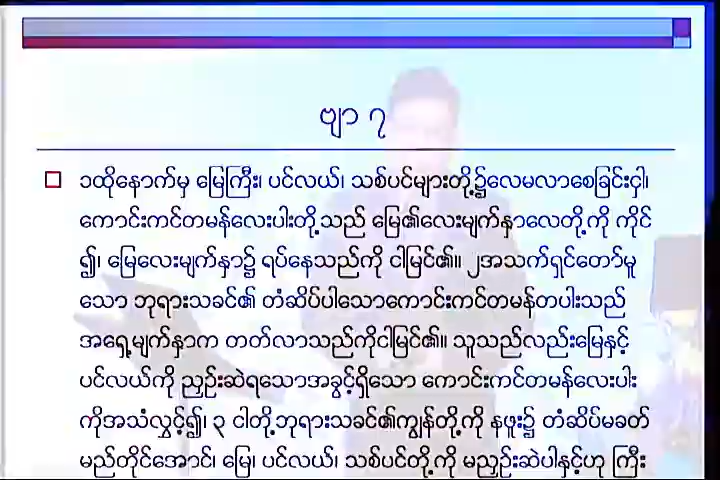 ဗျာ ၇
၁ထိုနောက်မှ မြေကြီး၊ ပင်လယ်၊ သစ်ပင်များတို့၌လေမလာစေခြင်းငှါ၊
ကောင်းကင်တမန်လေးပါးတို့သည် မြေ၏လေးမျက်နှာလေတို့ကို ကိုင်
၍၊ မြေလေးမျက်နှာ၌ ရပ်နေသည်ကို ငါမြင်၏။ ၂အသက်ရှင်တော်မူ
သော ဘုရားသခင်၏ တံဆိပ်ပါသောကောင်းကင်တမန်တပါးသည်
အရှေ့မျက်နှာက တတ်လာသည်ကိုငါမြင်၏။ သူသည်လည်းမြေနှင့်
ပင်လယ်ကို ညှဉ်းဆဲရသောအခွင့်ရှိသော ကောင်းကင်တမန်လေးပါး
ကိုအသံလွှင့်၍၊ ၃ ငါတို့ဘုရားသခင်၏ကျွန်တို့ကို နဖူး၌ တံဆိပ်မခတ်
မည်တိုင်အောင်၊ မြေ၊ ပင်လယ်၊ သစ်ပင်တို့ကို မညှဉ်းဆဲပါနှင့်ဟု ကြီး